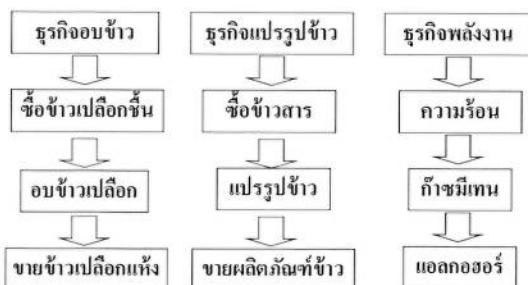 ธุรกิจอบข้าว
ซื้อข้าวเปลือกชื้น
อบข้าวเปลือก
ขายข้าวเปลือกแห้ง
ธุรกิจแปรรูปข้าว
ซื้อข้าวสาร
แปรรูปข้าว
ขายผลิตภัณฑ์ข้าว
ธุรกิจพลังงาน
ความร้อน
ก๊าซมีเทน
แอลกอฮอร์